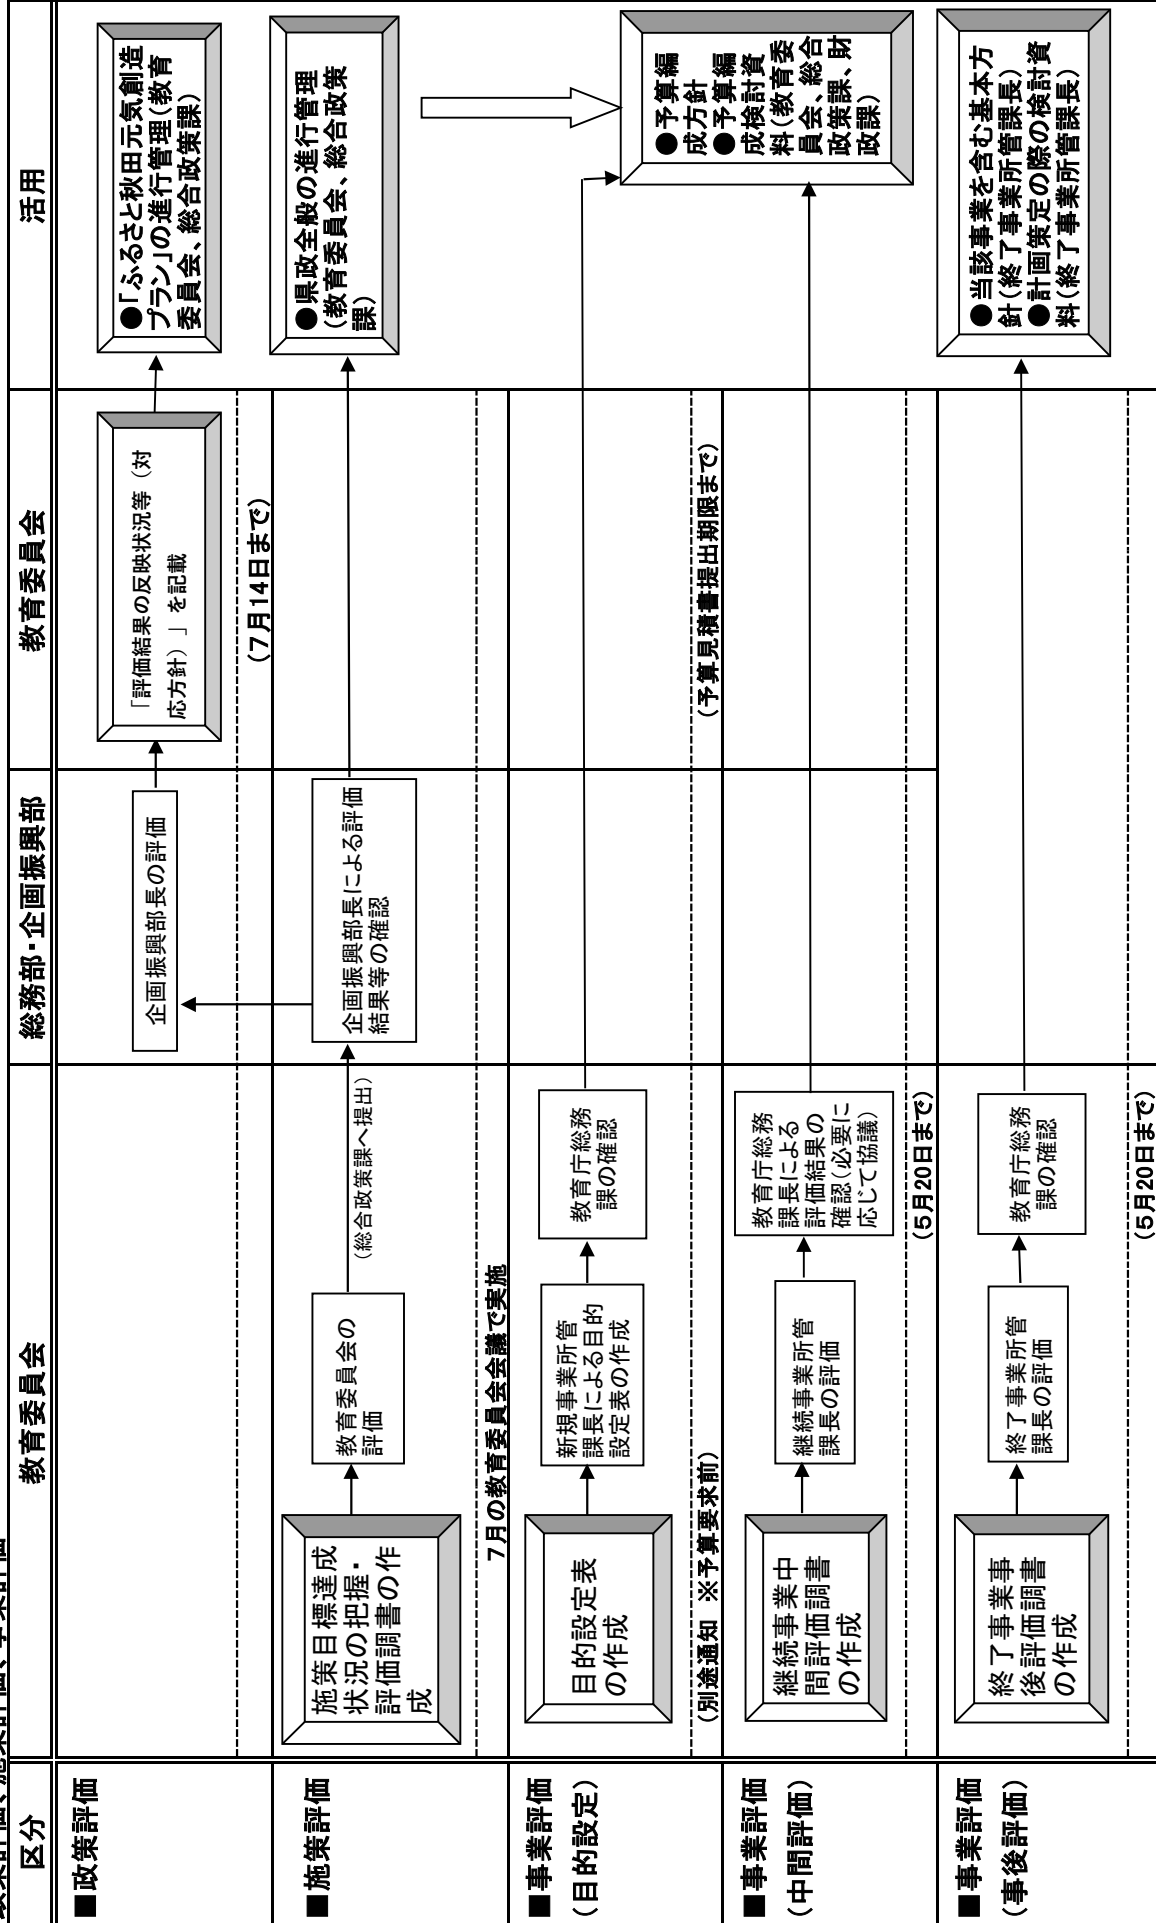 区分
教育委員会
総務部・企画振興部
教育委員会
活用
■政策評価
企画振興部長の評価
「評価結果の反映状況等（対
応方針）」を記載
●「ふるさと秋田元気創造
プラン」の進行管理（教育
委員会、総合政策課）
（７月14日まで）
■施策評価
施策目標達成
状況の把握・
評価調書の作
成
教育委員会の
評価
（総合政策課へ提出）
企画振興部長による評価
結果等の確認
●県政全般の進行管理
（教育委員会、総合政策
課）
７月の教育委員会会議で実施
■事業評価
（目的設定）
目的設定表
の作成
新規事業所管
課長による目的
設定表の作成
教育庁総務
課の確認
●予算編
成方針
●予算編
成検討資
料（教育委
員会、総合
政策課、財
政課）
（別途通知　※予算要求前）
（予算見積書提出期限まで）
■事業評価
（中間評価）
継続事業中
間評価調書
の作成
継続事業所管
課長の評価
教育庁総務
課長による
評価結果の
確認（必要に
応じて協議）
（５月20日まで）
■事業評価
（事後評価）
終了事業事
後評価調書
の作成
終了事業所管
課長の評価
教育庁総務
課の確認
●当該事業を含む基本方
針（終了事業所管課長）
●計画策定の際の検討資
料（終了事業所管課長）
（５月20日まで）